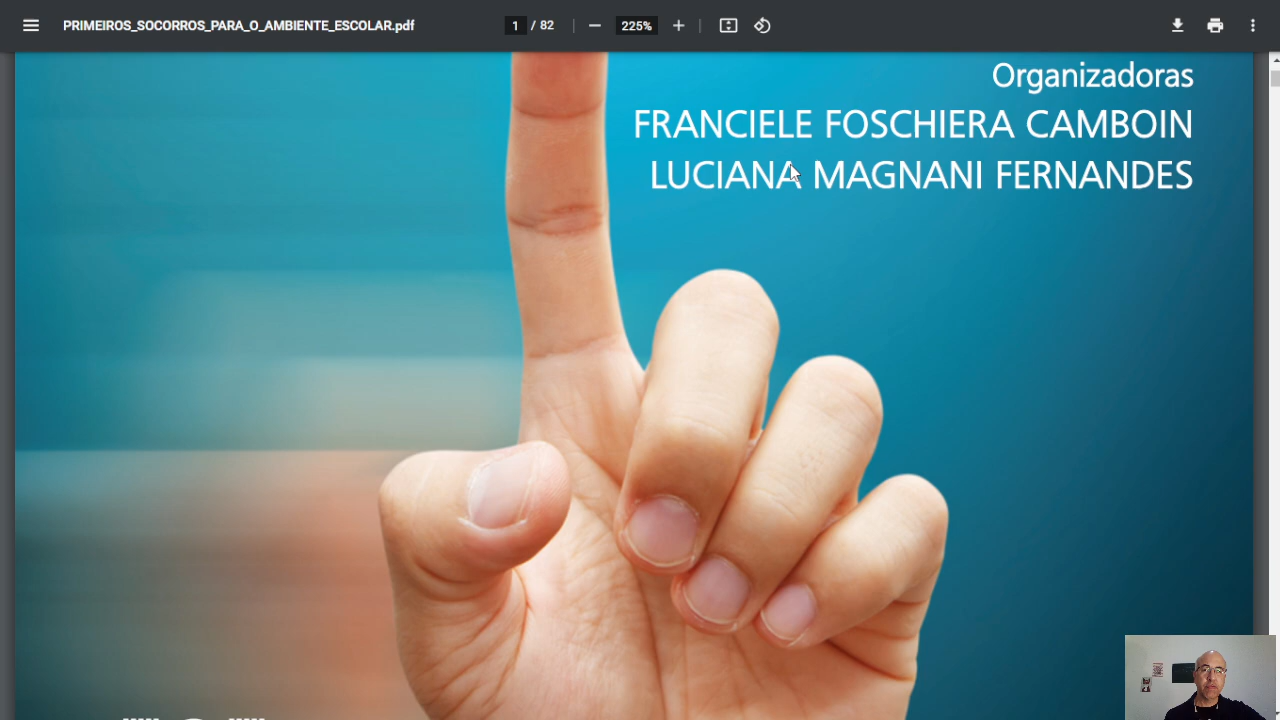 PRIMEIROS_SOCORROS_PARA_O_AMBIENTE_ESCOLAR.pdf
1 / 82
225%
Organizadoras
FRANCIELE FOSCHIERA CAMBOIN
LUCIANA MAGNANI FERNANDES